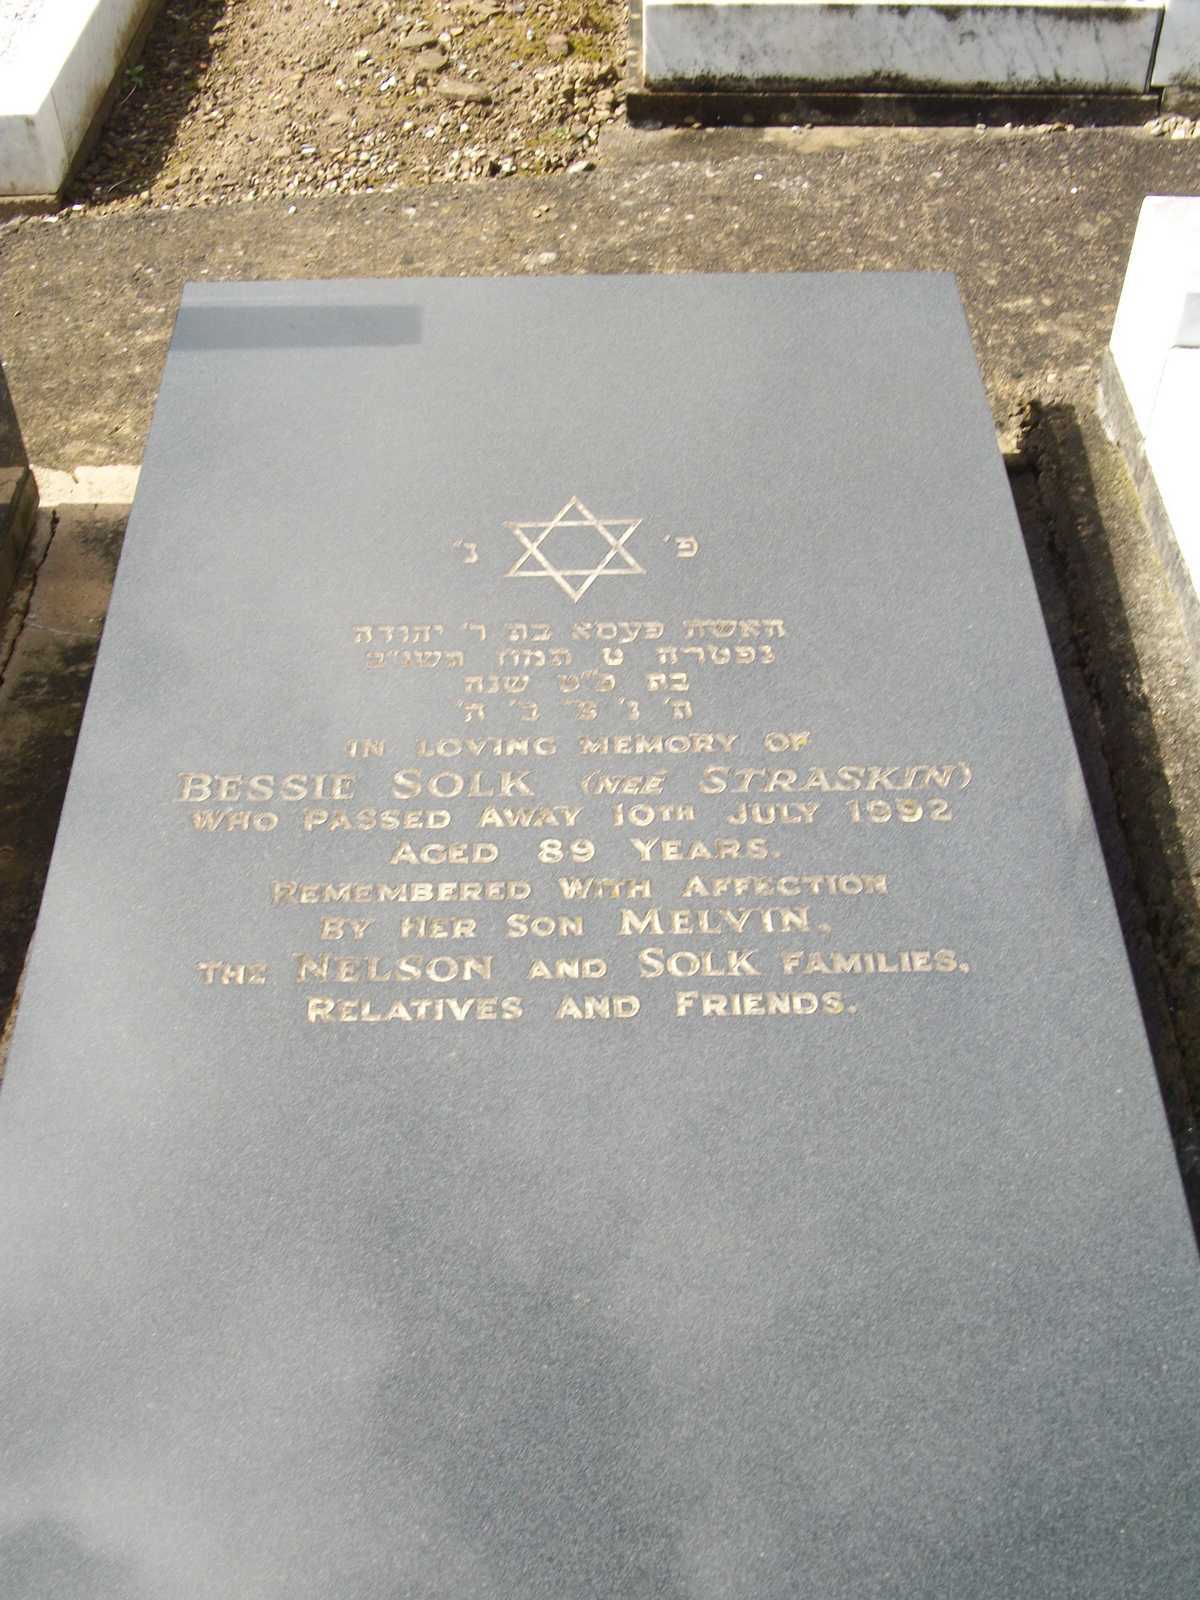 פ' נ"
האשה פעסא בת ר' יהודה
נפטרה ט תמוז תשנ"ב
בת פ"ט שנה
ת' נ' צ' ב' ה'
IN LOVING MEMORY OF
BESSIE SOLK (NEE STRASKIN)
WHO PASSED AWAY 10TH JULY 1992
AGED 89 YEARS.
REMEMBERED WITH AFFECTION
BY HER SON MELVIN,
THE NELSON AND SOLK FAMILIES,
RELATIVES AND FRIENDS.